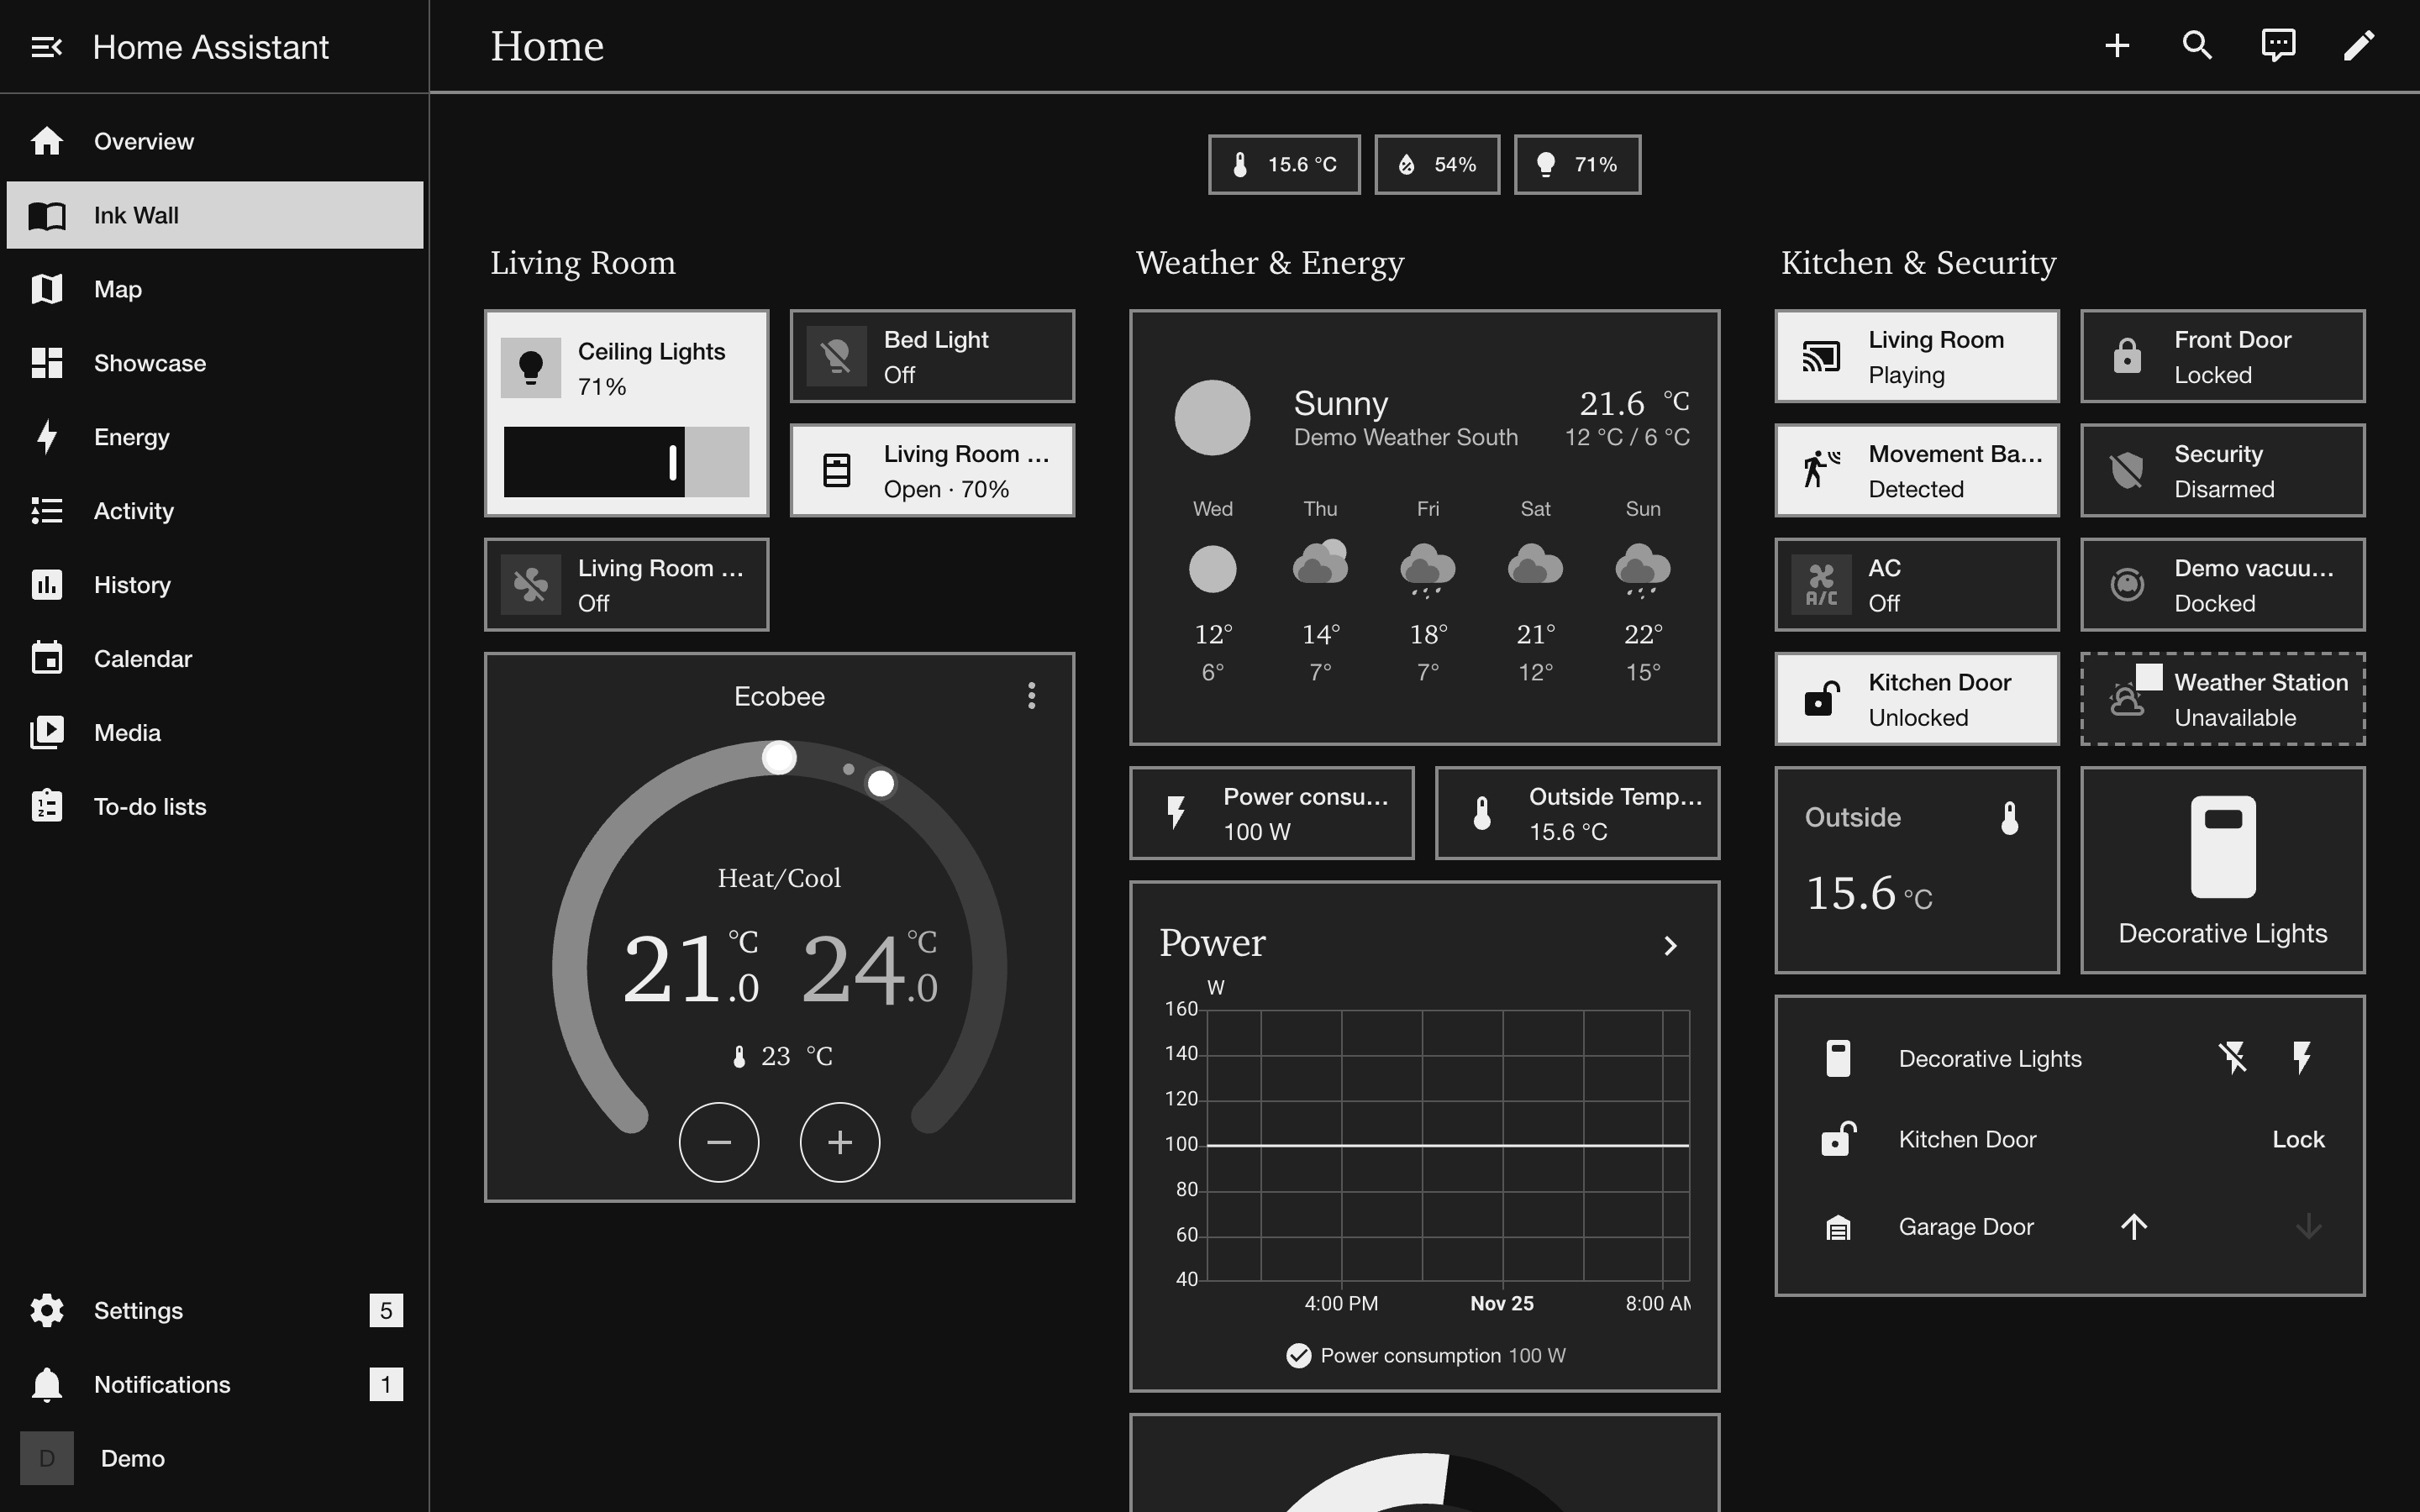 Home Assistant
Overview
Ink Wall
Map
Showcase
Energy
Activity
History
Calendar
Media
To-do lists
Settings 5
Notifications 1
D Demo
Home
15.6 °C
54%
71%
Living Room
Ceiling Lights
71%
Bed Light
Off
Living Room ...
Open · 70%
Living Room ...
Off
Ecobee
Heat/Cool
21.0 °C 24.0 °C
23 °C
Weather & Energy
Sunny
Demo Weather South
21.6 °C
12 °C / 6 °C
Wed Thu Fri Sat Sun
12° 14° 18° 21° 22°
6° 7° 7° 12° 15°
Power consu...
100 W
Outside Temp...
15.6 °C
Power
W
160
140
120
100
80
60
40
4:00 PM Nov 25 8:00 AM
Power consumption 100 W
Kitchen & Security
Living Room
Playing
Front Door
Locked
Movement Ba...
Detected
Security
Disarmed
A/C
AC
Off
Demo vacuu...
Docked
Kitchen Door
Unlocked
Weather Station
Unavailable
Outside
15.6 °C
Decorative Lights
Decorative Lights
Kitchen Door Lock
Garage Door